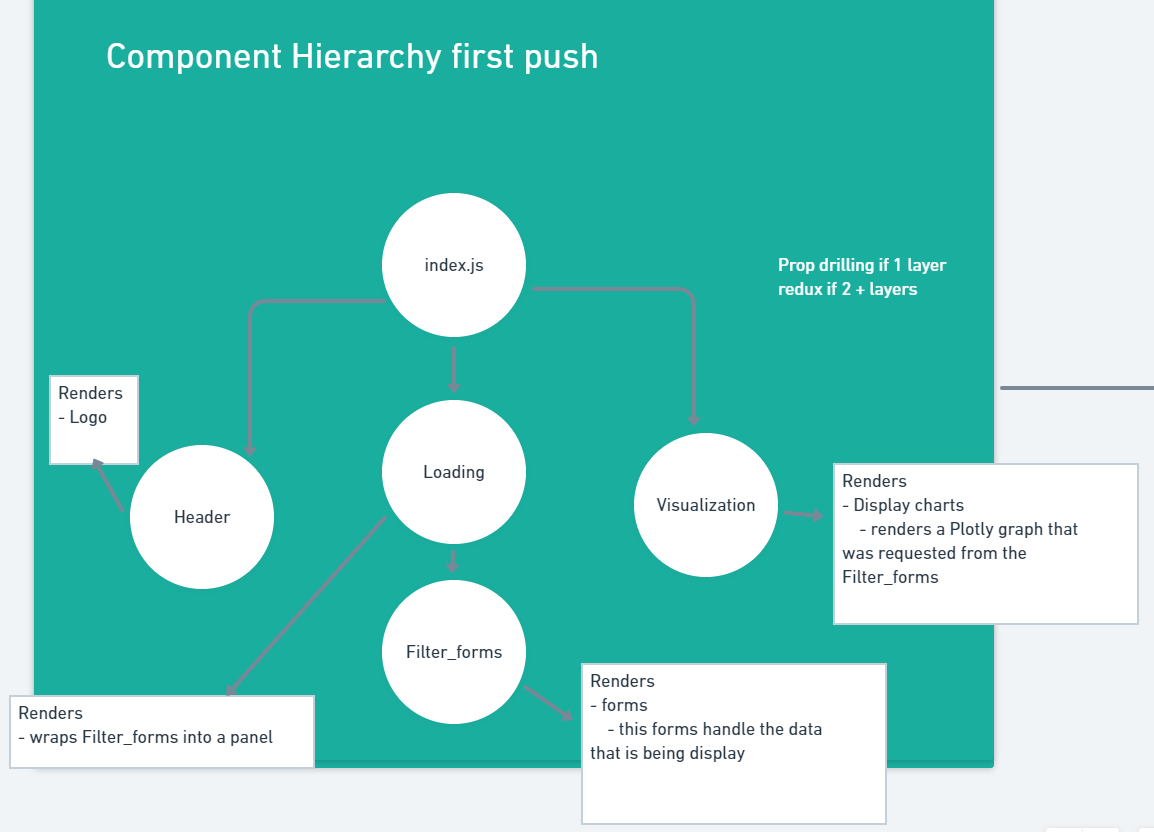 Component Hierarchy first push
index.js
Prop drilling if 1 layer
redux if 2 + layers
Renders
- Logo
Header
Loading
Visualization
Renders
- Display charts
- renders a Plotly graph that
was requested from the
Filter_forms
Filter_forms
Renders
- wraps Filter_forms into a panel
Renders
- forms
- this forms handle the data
that is being display